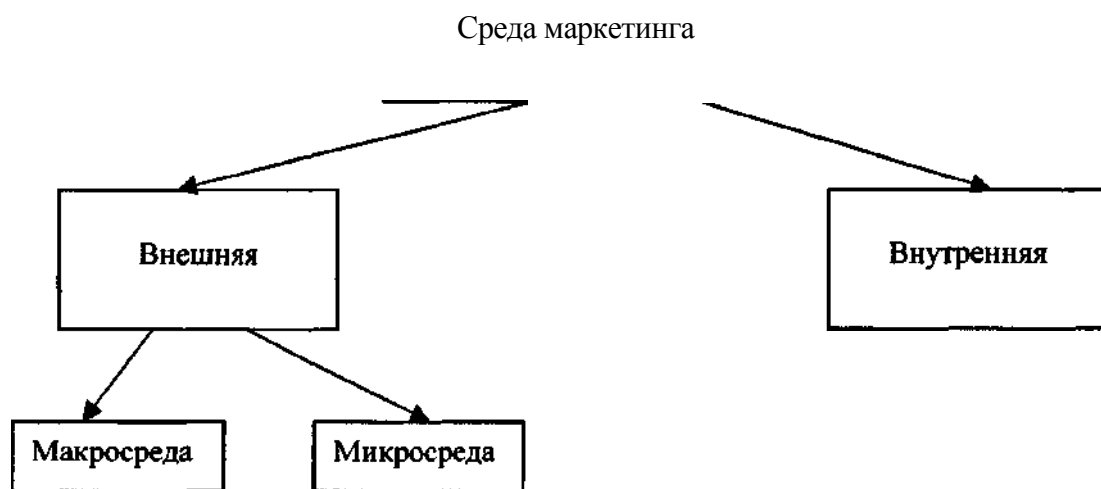 Среда маркетинга
Внешняя
Внутренняя
Макросреда
Микросреда